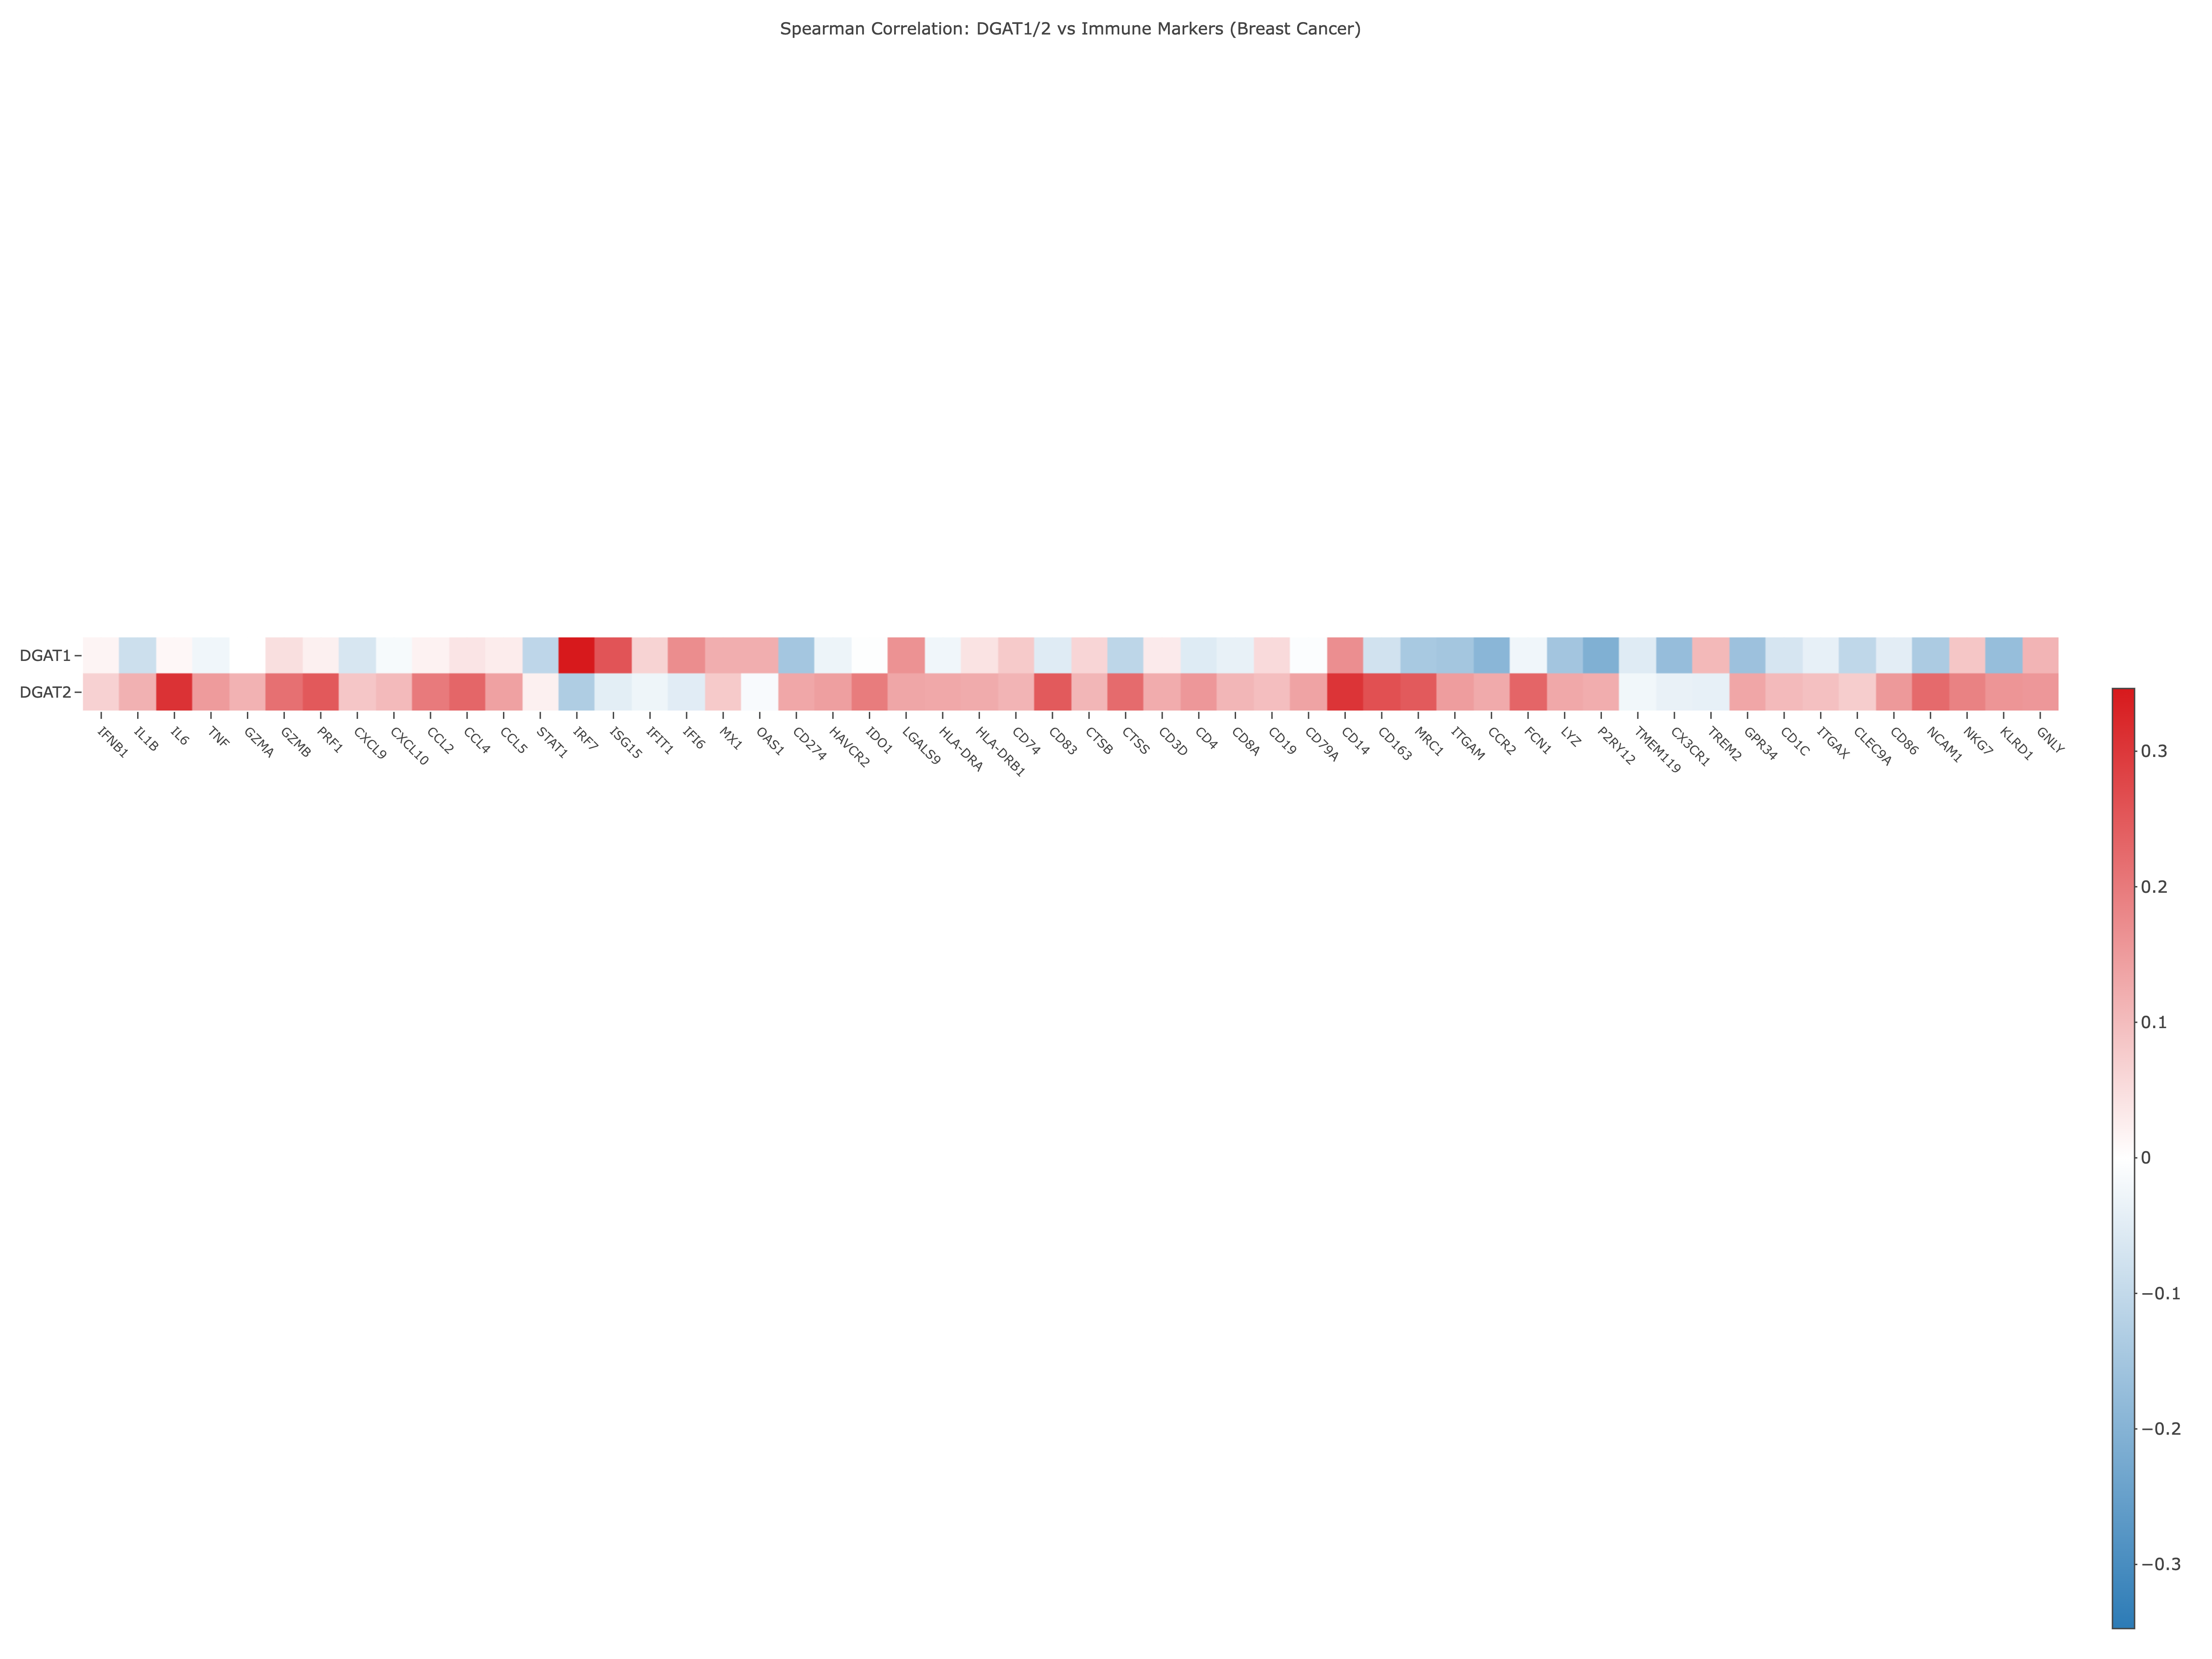 Spearman Correlation: DGAT1/2 vs Immune Markers (Breast Cancer)
DGAT1
DGAT2
IFNB1
IL1B
IL6
TNF
GZMA
GZMB
PRF1
CXCL9
CXCL10
CCL2
CCL4
CCL5
STAT1
IRF7
ISG15
IFIT1
IFI6
MX1
OAS1
CD274
HAVCR2
IDO1
LGALS9
HLA-DRA
HLA-DRB1
CD74
CD83
CTSB
CTSS
CD3D
CD4
CD8A
CD19
CD79A
CD14
CD163
MRC1
ITGAM
CCR2
FCN1
LYZ
P2RY12
TMEM119
CX3CR1
TREM2
GPR34
CD1C
ITGAX
CLEC9A
CD86
NCAM1
NKG7
KLRD1
GNLY
0.3
0.2
0.1
0
−0.1
−0.2
−0.3